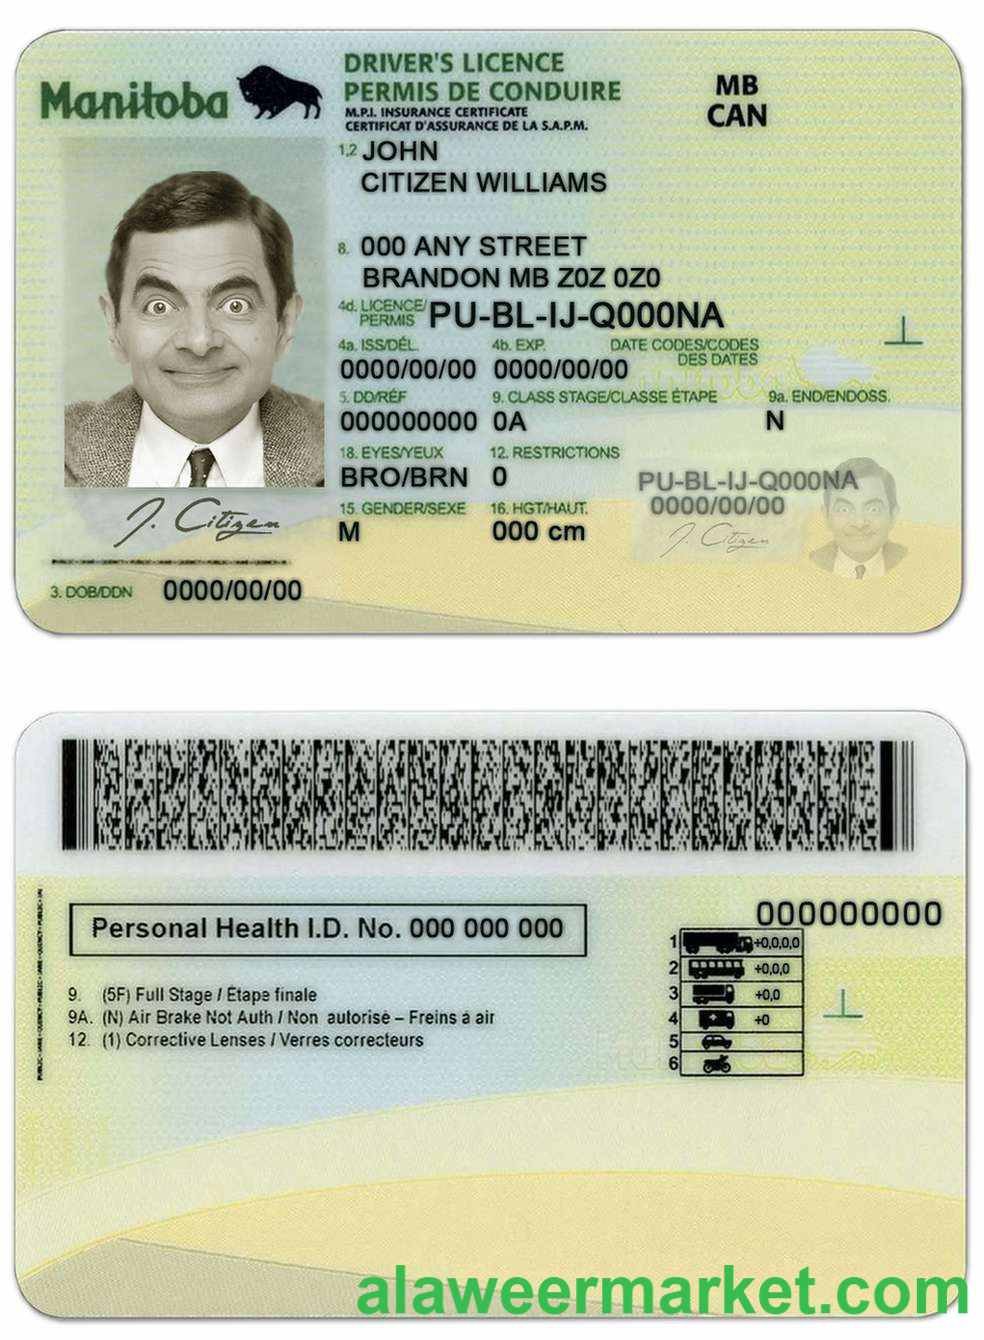 Manitoba
DRIVER'S LICENCE
PERMIS DE CONDUIRE
M.P.I. INSURANCE CERTIFICATE
CERTIFICAT D'ASSURANCE DE LA S.A.P.M.
MB
CAN
1,2 JOHN
CITIZEN WILLIAMS
8. 000 ANY STREET
BRANDON MB Z0Z 0Z0
4d. LICENCE/
PERMIS PU-BL-IJ-Q000NA
4a. ISS/DÉL. 4b. EXP. DATE CODES/CODES
DES DATES
0000/00/00 0000/00/00
5. DD/RÉF 9. CLASS STAGE/CLASSE ÉTAPE 9a. END/ENDOSS.
000000000 0A N
18. EYES/YEUX 12. RESTRICTIONS
BRO/BRN 0
PU-BL-IJ-Q000NA
0000/00/00
15. GENDER/SEXE 16. HGT/HAUT.
M 000 cm
J. Citizen
J. Citizen
3. DOB/DDN 0000/00/00
Personal Health I.D. No. 000 000 000
000000000
1 +0,0,0,0
2 +0,0,0
3 +0,0
4 +0
5
6
9. (5F) Full Stage / Étape finale
9A. (N) Air Brake Not Auth / Non autorisé – Freins à air
12. (1) Corrective Lenses / Verres correcteurs
alaweermarket.com